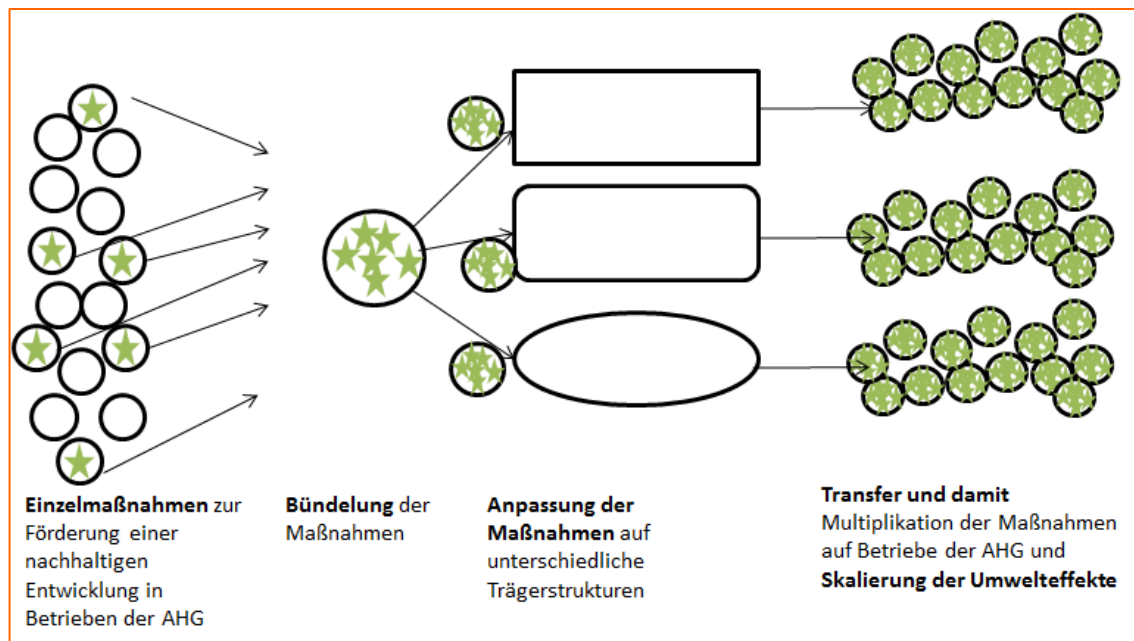 Einzelmaßnahmen zur
Förderung einer
nachhaltigen
Entwicklung in
Betrieben der AHG
Bündelung der
Maßnahmen
Anpassung der
Maßnahmen auf
unterschiedliche
Trägerstrukturen
Transfer und damit
Multiplikation der Maßnahmen
auf Betriebe der AHG und
Skalierung der Umwelteffekte